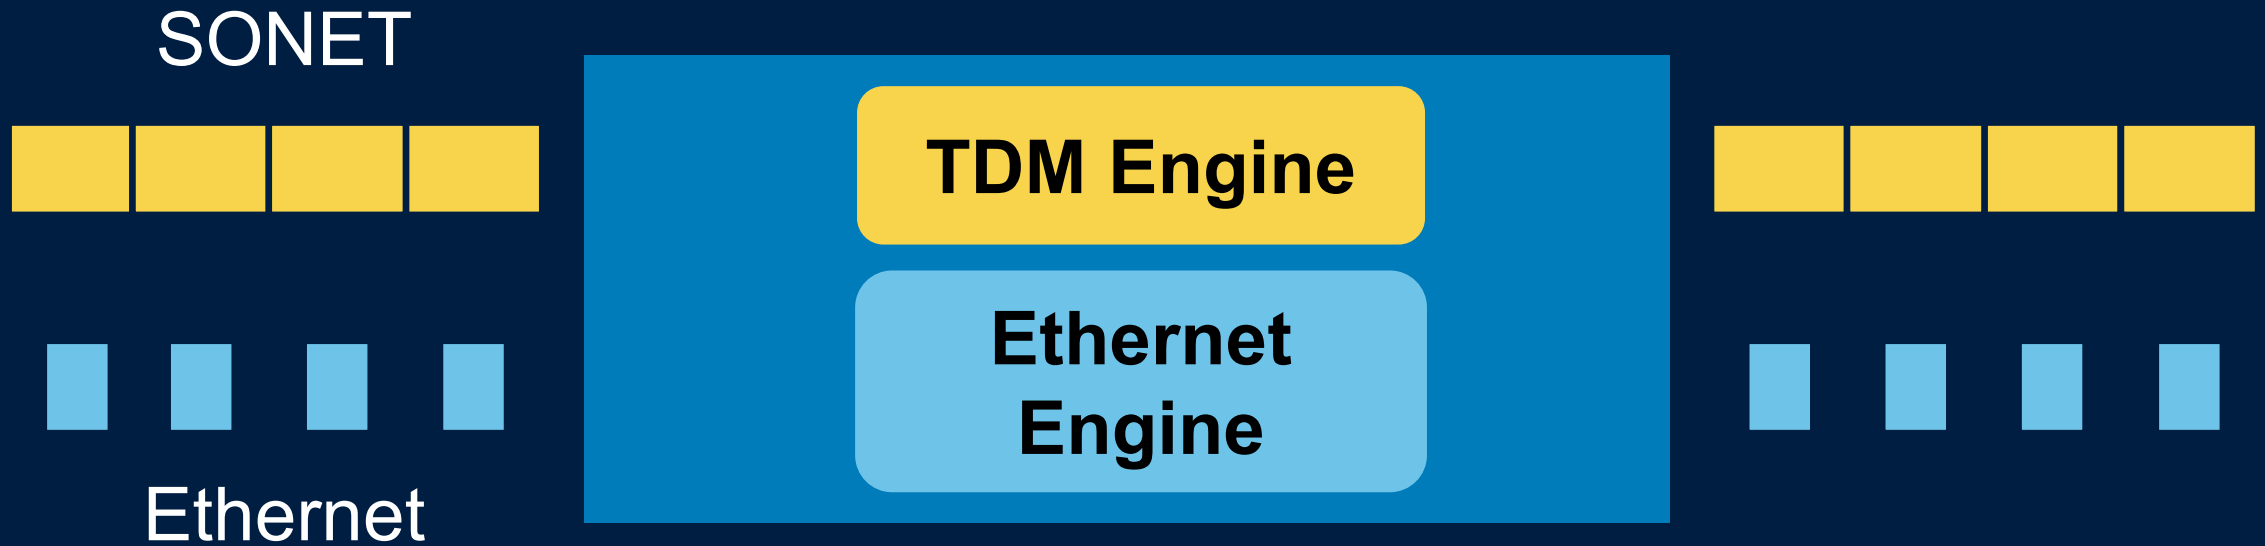 SONET
TDM Engine
Ethernet
Engine
Ethernet